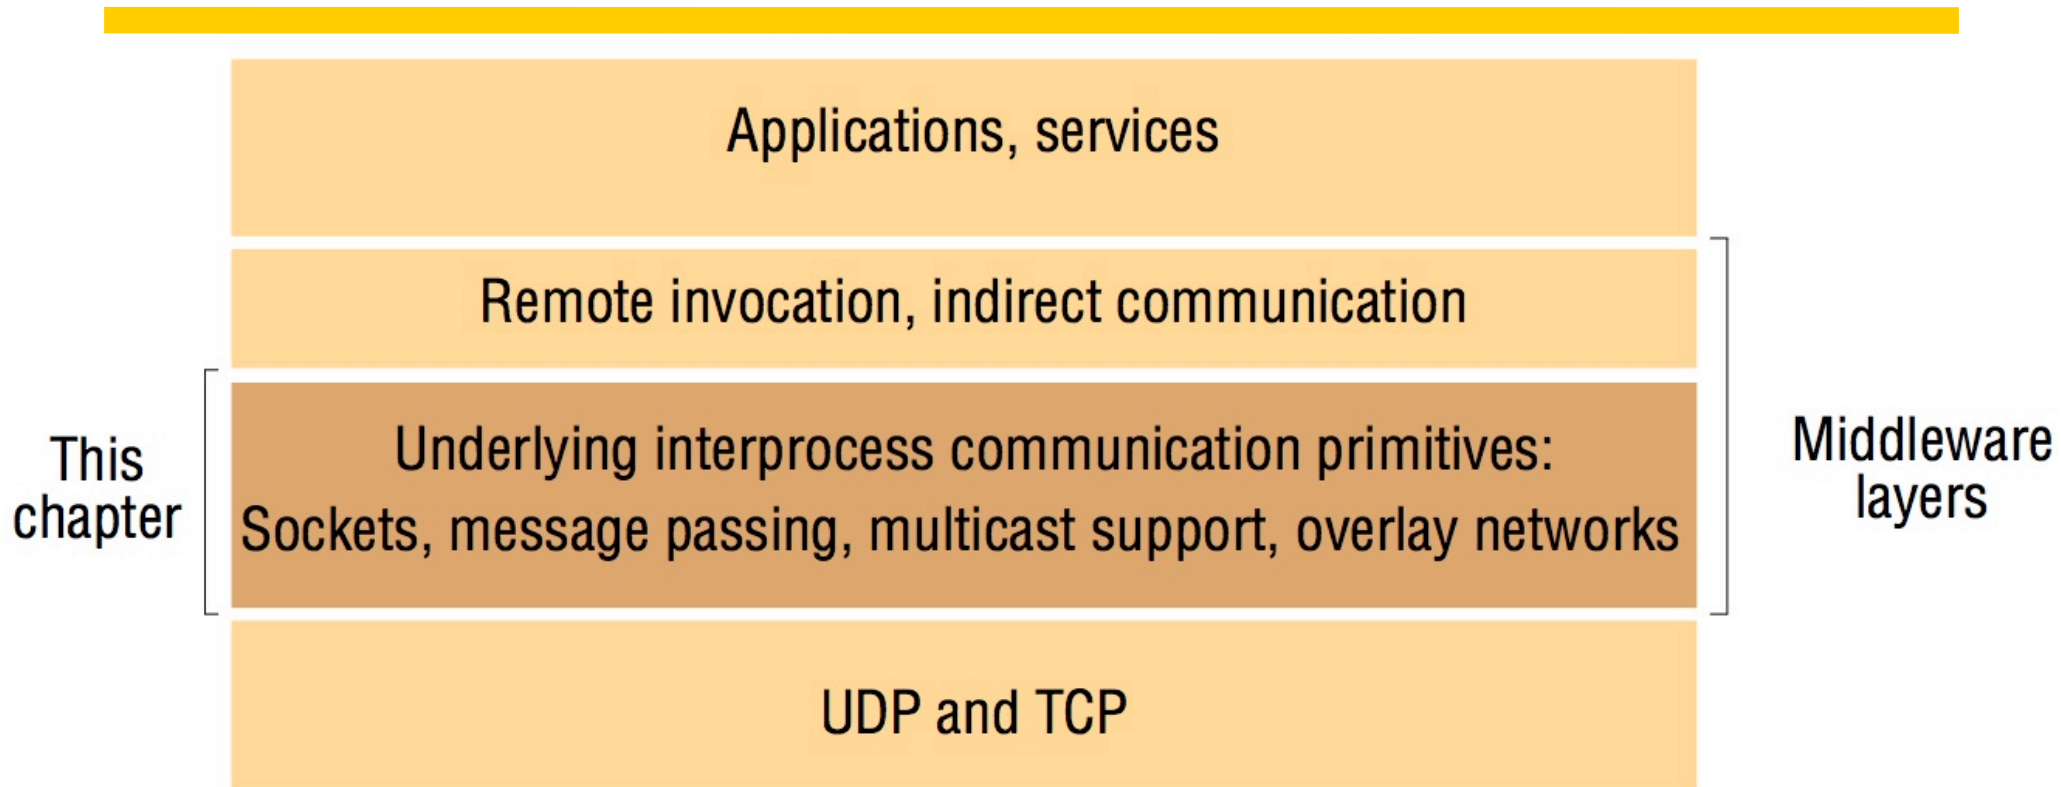 Applications, services
Remote invocation, indirect communication
This
chapter
Underlying interprocess communication primitives:
Sockets, message passing, multicast support, overlay networks
Middleware
layers
UDP and TCP